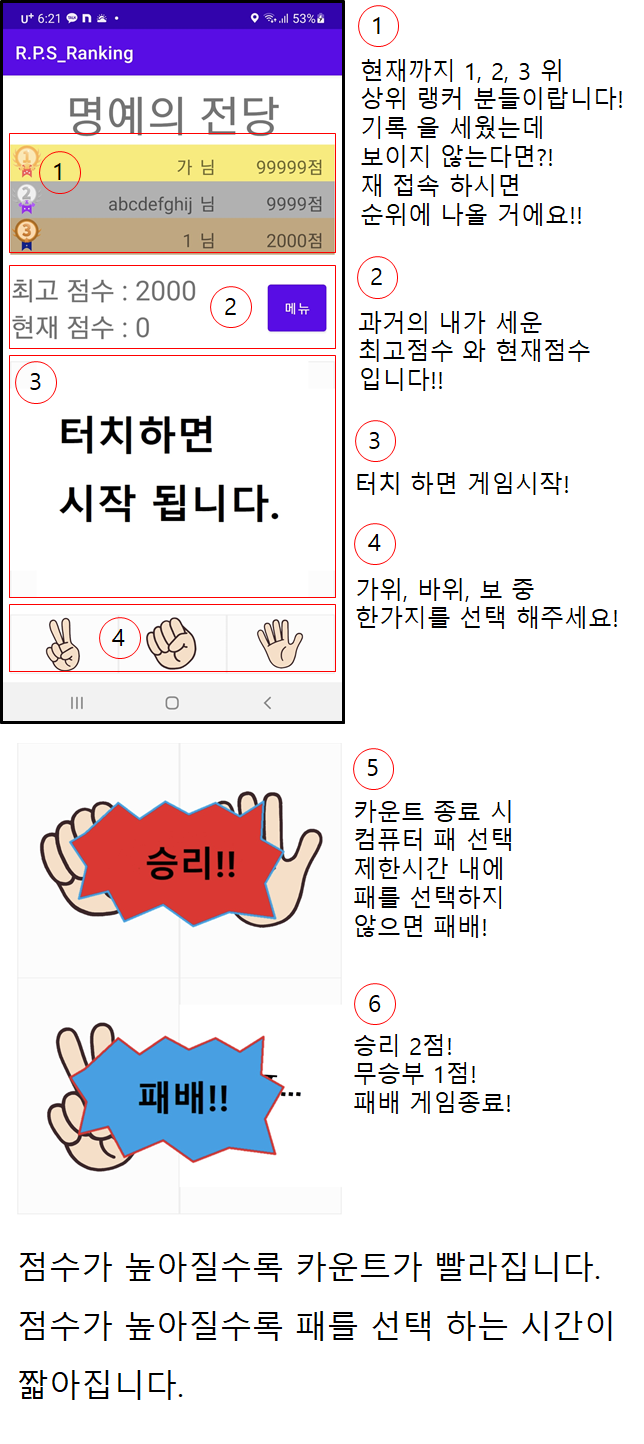 U+ 6:21 53%
R.P.S_Ranking
명예의 전당
1
1 가 님 99999점
2 abcdefghij 님 9999점
3 1 님 2000점
최고 점수 : 2000
현재 점수 : 0
2
메뉴
3
터치하면
시작 됩니다.
4
1
현재까지 1, 2, 3 위
상위 랭커 분들이랍니다!
기록 을 세웠는데
보이지 않는다면?!
재 접속 하시면
순위에 나올 거에요!!
2
과거의 내가 세운
최고점수 와 현재점수
입니다!!
3
터치 하면 게임시작!
4
가위, 바위, 보 중
한가지를 선택 해주세요!
승리!!
5
카운트 종료 시
컴퓨터 패 선택
제한시간 내에
패를 선택하지
않으면 패배!
패배!!
...
6
승리 2점!
무승부 1점!
패배 게임종료!
점수가 높아질수록 카운트가 빨라집니다.
점수가 높아질수록 패를 선택 하는 시간이
짧아집니다.